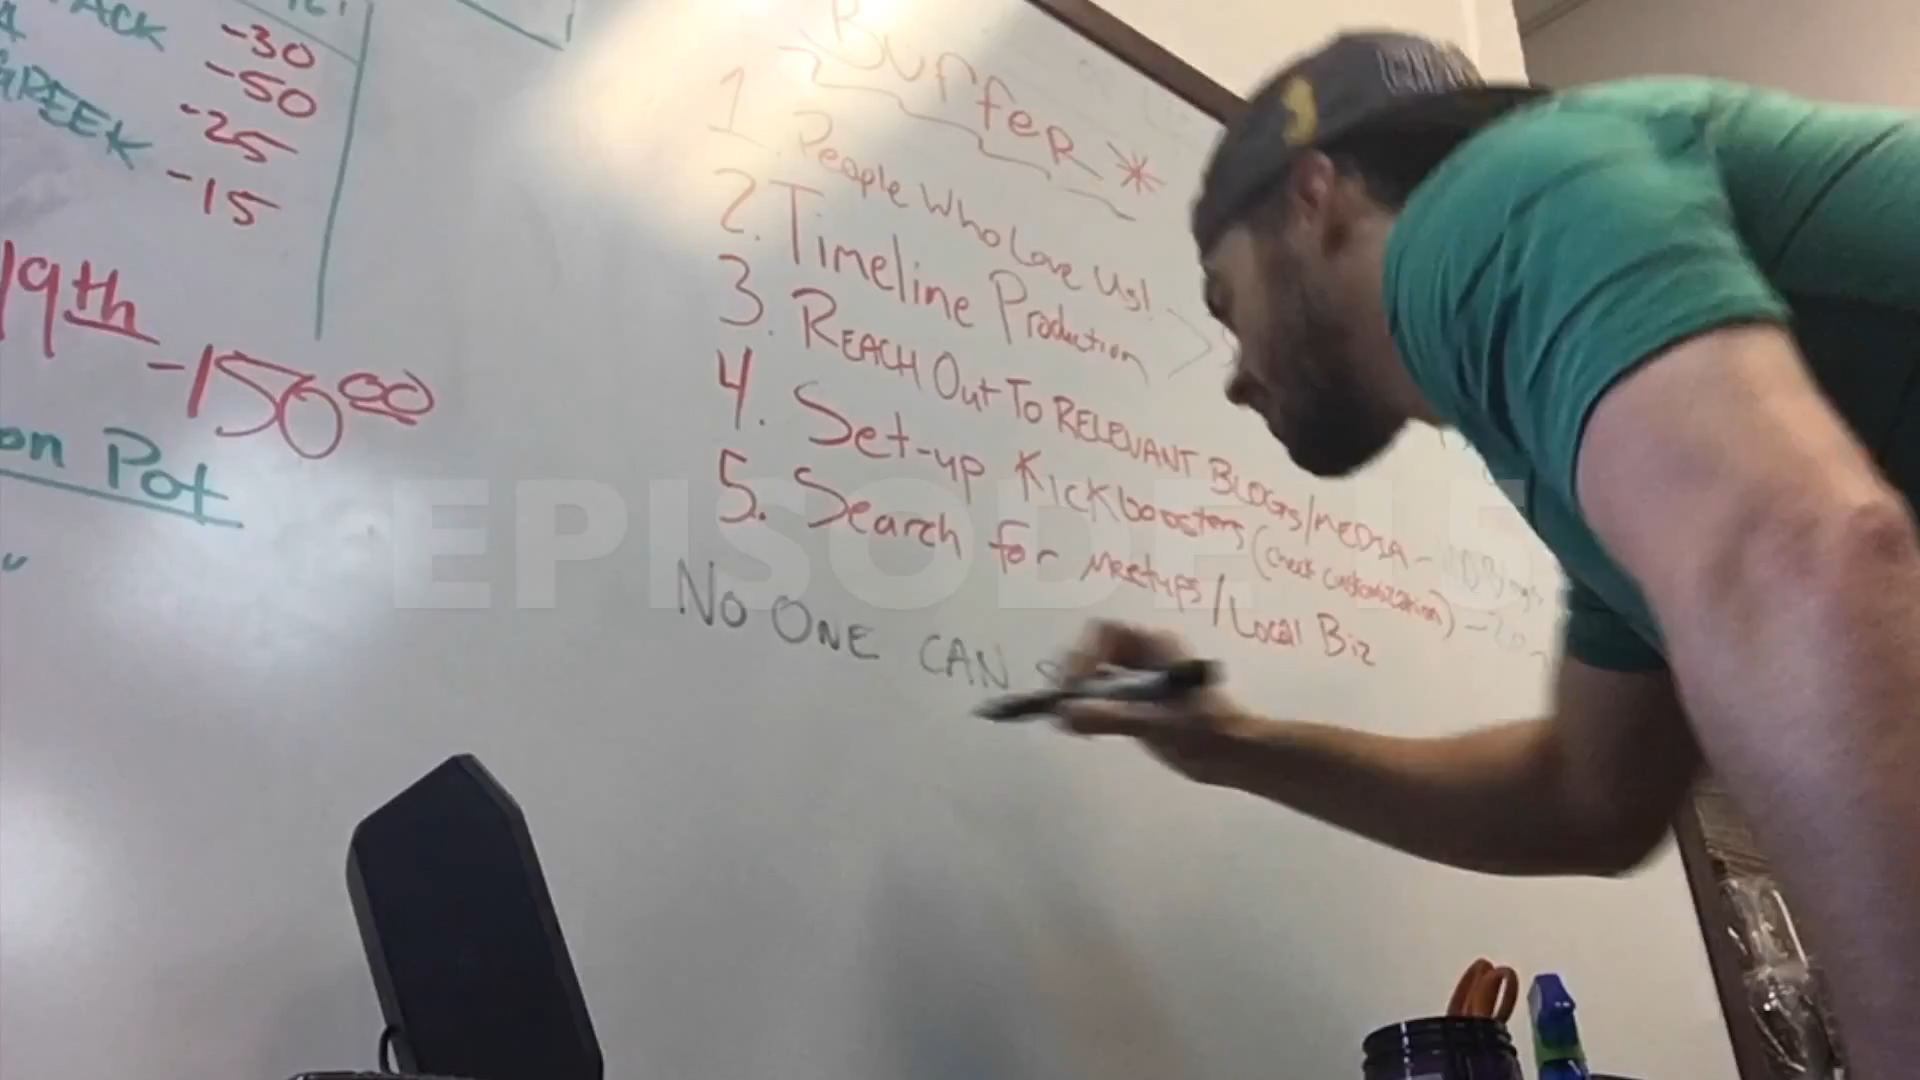 -30
-50
GREEK -25
-15
19th -150.00
on Pot
Buffer *
1. People Who Love Us!
2. Timeline Production
3. REACH Out To RELEVANT BLOGS/MEDIA -
4. Set-up Kickboosters (check customization) -
5. Search for Meetups/Local Biz
NO ONE CAN
EPISODE 15